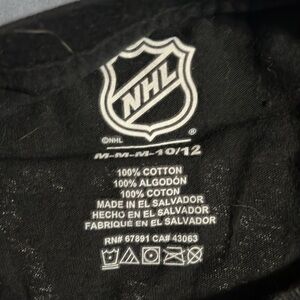 NHL
©NHL ®
M-M-M-10/12
100% COTTON
100% ALGODÓN
100% COTON
MADE IN EL SALVADOR
HECHO EN EL SALVADOR
FABRIQUÉ EN EL SALVADOR
RN# 67891 CA# 43063